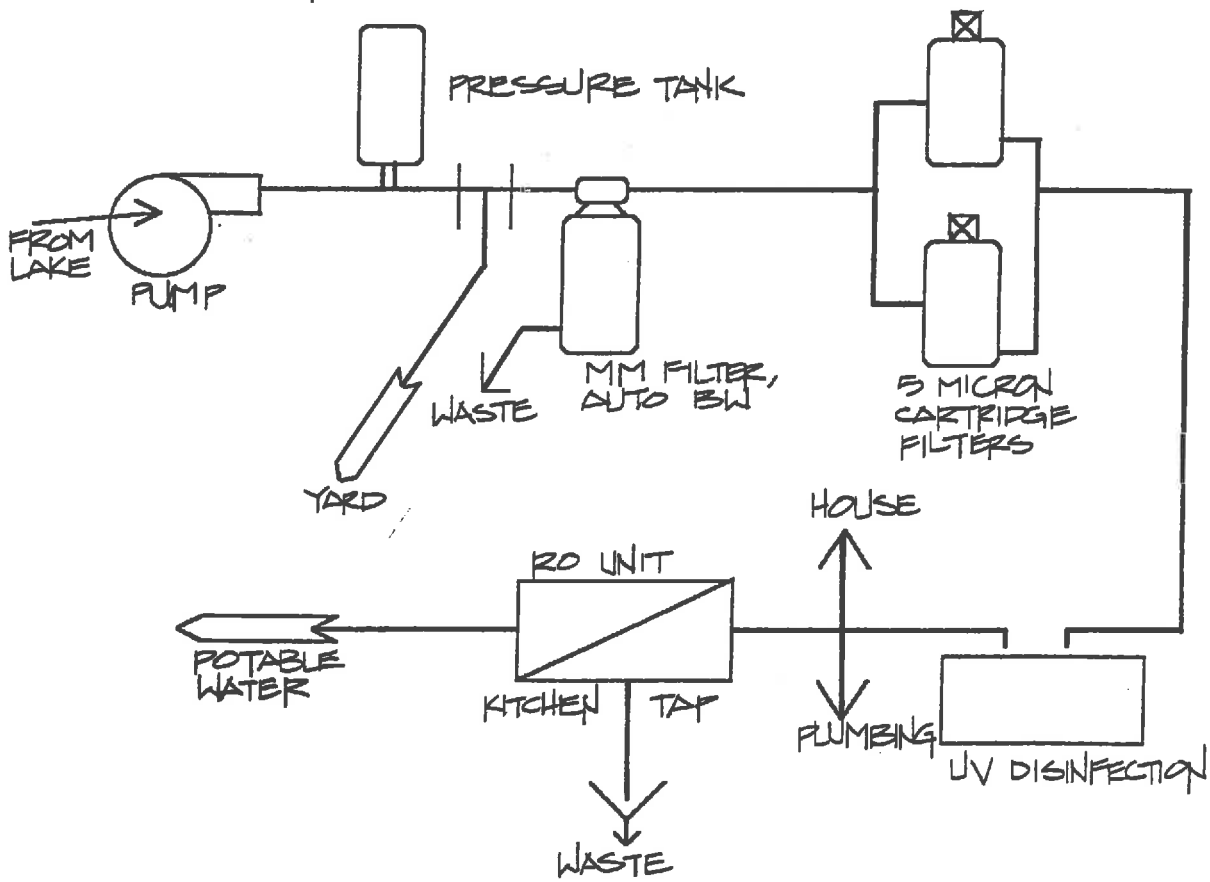 PRESSURE TANK
FROM
LAKE
PUMP
YARD
WASTE
MM FILTER,
AUTO BW
5 MICRON
CARTRIDGE
FILTERS
HOUSE
PLUMBING
UV DISINFECTION
RO UNIT
KITCHEN TAP
WASTE
POTABLE
WATER